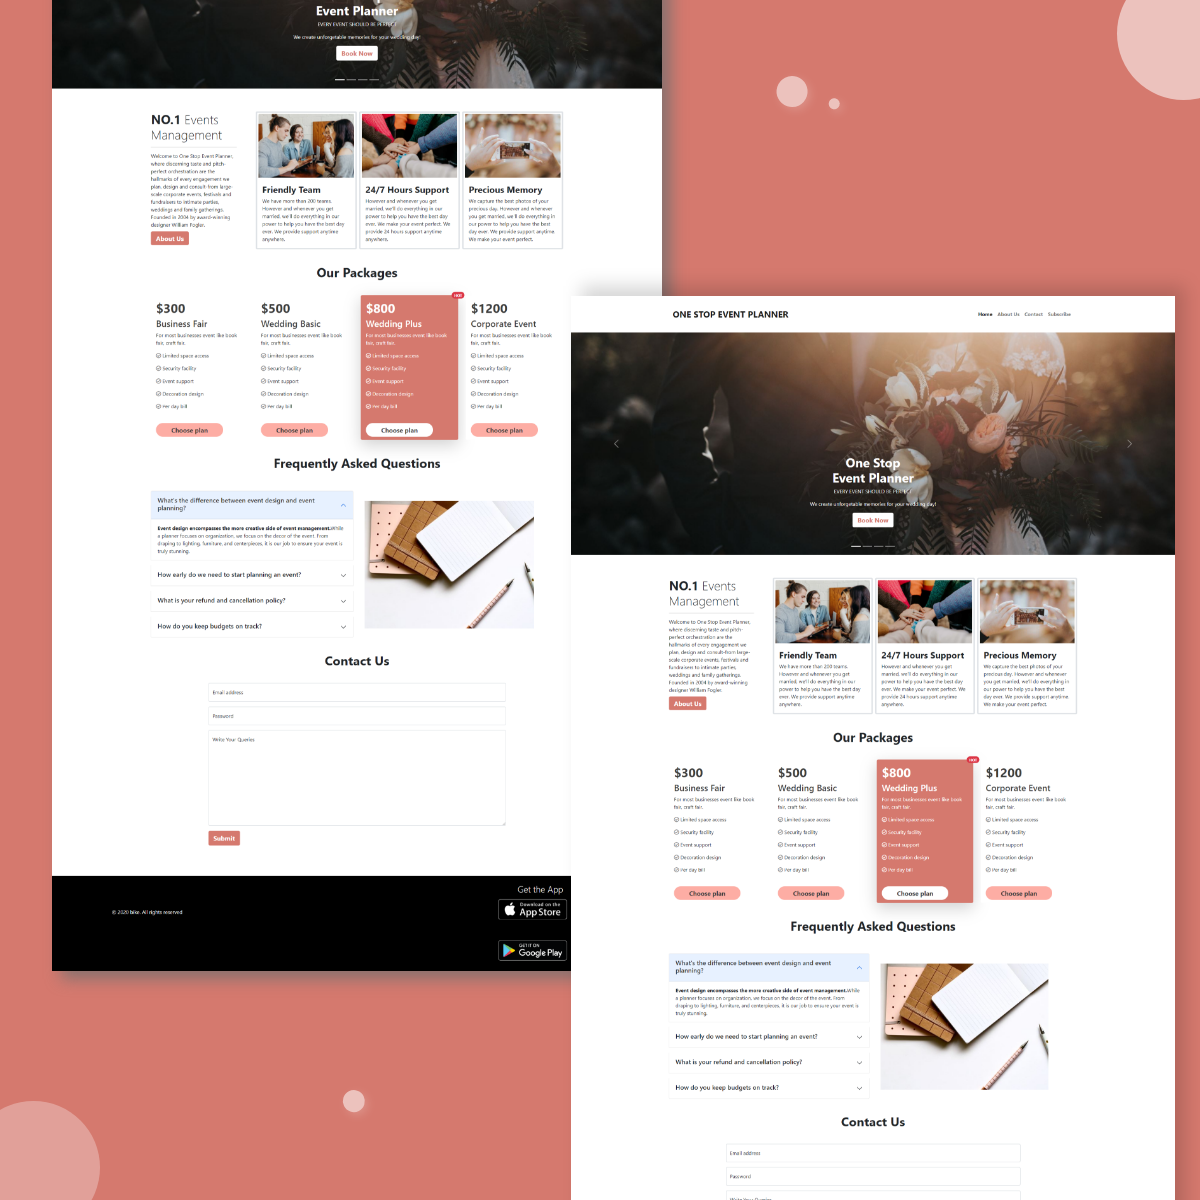 Event Planner
EVERY EVENT SHOULD BE PERFECT
We create unforgetable memories for your wedding day!
Book Now
NO.1 Events
Management
Welcome to One Stop Event Planner,
where discerning taste and pitch-
perfect orchestration are the
hallmarks of every engagement we
plan, design and consult-from large-
scale corporate events, festivals and
fundraisers to intimate parties,
weddings and family gatherings.
Founded in 2004 by award-winning
designer William Fogler.
About Us
Friendly Team
We have more than 200 teams.
However and whenever you get
married, we'll do everything in our
power to help you have the best day
ever. We provide support anytime
anywhere.
24/7 Hours Support
However and whenever you get
married, we'll do everything in our
power to help you have the best day
ever. We make your event perfect. We
provide 24 hours support anytime
anywhere.
Precious Memory
We capture the best photos of your
precious day. However and whenever
you get married, we'll do everything in
our power to help you have the best
day ever. We provide support anytime
We make your event perfect.
Our Packages
$300
Business Fair
For most businesses event like book
fair, craft fair.
Limited space access
Security facility
Event support
Decoration design
Per day bill
Choose plan
$500
Wedding Basic
For most businesses event like book
fair, craft fair.
Limited space access
Security facility
Event support
Decoration design
Per day bill
Choose plan
HOT
$800
Wedding Plus
For most businesses event like book
fair, craft fair.
Limited space access
Security facility
Event support
Decoration design
Per day bill
Choose plan
$1200
Corporate Event
For most businesses event like book
fair, craft fair.
Limited space access
Security facility
Event support
Decoration design
Per day bill
Choose plan
Frequently Asked Questions
What's the difference between event design and event
planning?
Event design encompasses the more creative side of event management.While
a planner focuses on organization, we focus on the decor of the event. From
draping to lighting, furniture, and centerpieces, it is our job to ensure your event is
truly stunning.
How early do we need to start planning an event?
What is your refund and cancellation policy?
How do you keep budgets on track?
Contact Us
Email address
Password
Write Your Queries
Submit
© 2020 bike. All rights reserved
Get the App
Download on the
App Store
GET IT ON
Google Play
ONE STOP EVENT PLANNER
Home About Us Contact Subscribe
One Stop
Event Planner
EVERY EVENT SHOULD BE PERFECT
We create unforgetable memories for your wedding day!
Book Now
NO.1 Events
Management
Welcome to One Stop Event Planner,
where discerning taste and pitch-
perfect orchestration are the
hallmarks of every engagement we
plan, design and consult-from large-
scale corporate events, festivals and
fundraisers to intimate parties,
weddings and family gatherings.
Founded in 2004 by award-winning
designer William Fogler.
About Us
Friendly Team
We have more than 200 teams.
However and whenever you get
married, we'll do everything in our
power to help you have the best day
ever. We provide support anytime
anywhere.
24/7 Hours Support
However and whenever you get
married, we'll do everything in our
power to help you have the best day
ever. We make your event perfect. We
provide 24 hours support anytime
anywhere.
Precious Memory
We capture the best photos of your
precious day. However and whenever
you get married, we'll do everything in
our power to help you have the best
day ever. We provide support anytime
We make your event perfect.
Our Packages
$300
Business Fair
For most businesses event like book
fair, craft fair.
Limited space access
Security facility
Event support
Decoration design
Per day bill
Choose plan
$500
Wedding Basic
For most businesses event like book
fair, craft fair.
Limited space access
Security facility
Event support
Decoration design
Per day bill
Choose plan
HOT
$800
Wedding Plus
For most businesses event like book
fair, craft fair.
Limited space access
Security facility
Event support
Decoration design
Per day bill
Choose plan
$1200
Corporate Event
For most businesses event like book
fair, craft fair.
Limited space access
Security facility
Event support
Decoration design
Per day bill
Choose plan
Frequently Asked Questions
What's the difference between event design and event
planning?
Event design encompasses the more creative side of event management.While
a planner focuses on organization, we focus on the decor of the event. From
draping to lighting, furniture, and centerpieces, it is our job to ensure your event is
truly stunning.
How early do we need to start planning an event?
What is your refund and cancellation policy?
How do you keep budgets on track?
Contact Us
Email address
Password